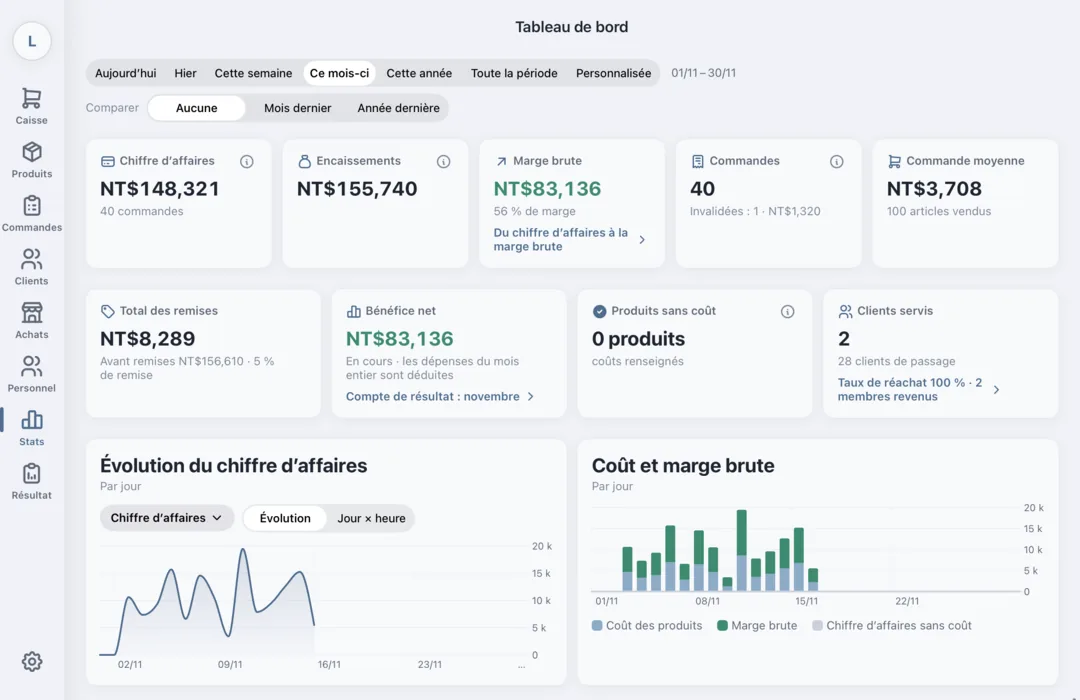 Tableau de bord
L
Caisse
Produits
Commandes
Clients
Achats
Personnel
Stats
Résultat
Aujourd’hui Hier Cette semaine Ce mois-ci Cette année Toute la période Personnalisée 01/11 – 30/11
Comparer Aucune Mois dernier Année dernière
Chiffre d’affaires
NT$148,321
40 commandes
Encaissements
NT$155,740
Marge brute
NT$83,136
56 % de marge
Du chiffre d’affaires à la
marge brute
Commandes
40
Invalidées : 1 · NT$1,320
Commande moyenne
NT$3,708
100 articles vendus
Total des remises
NT$8,289
Avant remises NT$156,610 · 5 %
de remise
Bénéfice net
NT$83,136
En cours · les dépenses du mois
entier sont déduites
Compte de résultat : novembre
Produits sans coût
0 produits
coûts renseignés
Clients servis
2
28 clients de passage
Taux de réachat 100 % · 2
membres revenus
Évolution du chiffre d’affaires
Par jour
Chiffre d’affaires Évolution Jour × heure
20 k
15 k
10 k
5 k
0
02/11 09/11 16/11 23/11 ...
Coût et marge brute
Par jour
20 k
15 k
10 k
5 k
0
01/11 08/11 15/11 22/11
Coût des produits Marge brute Chiffre d’affaires sans coût